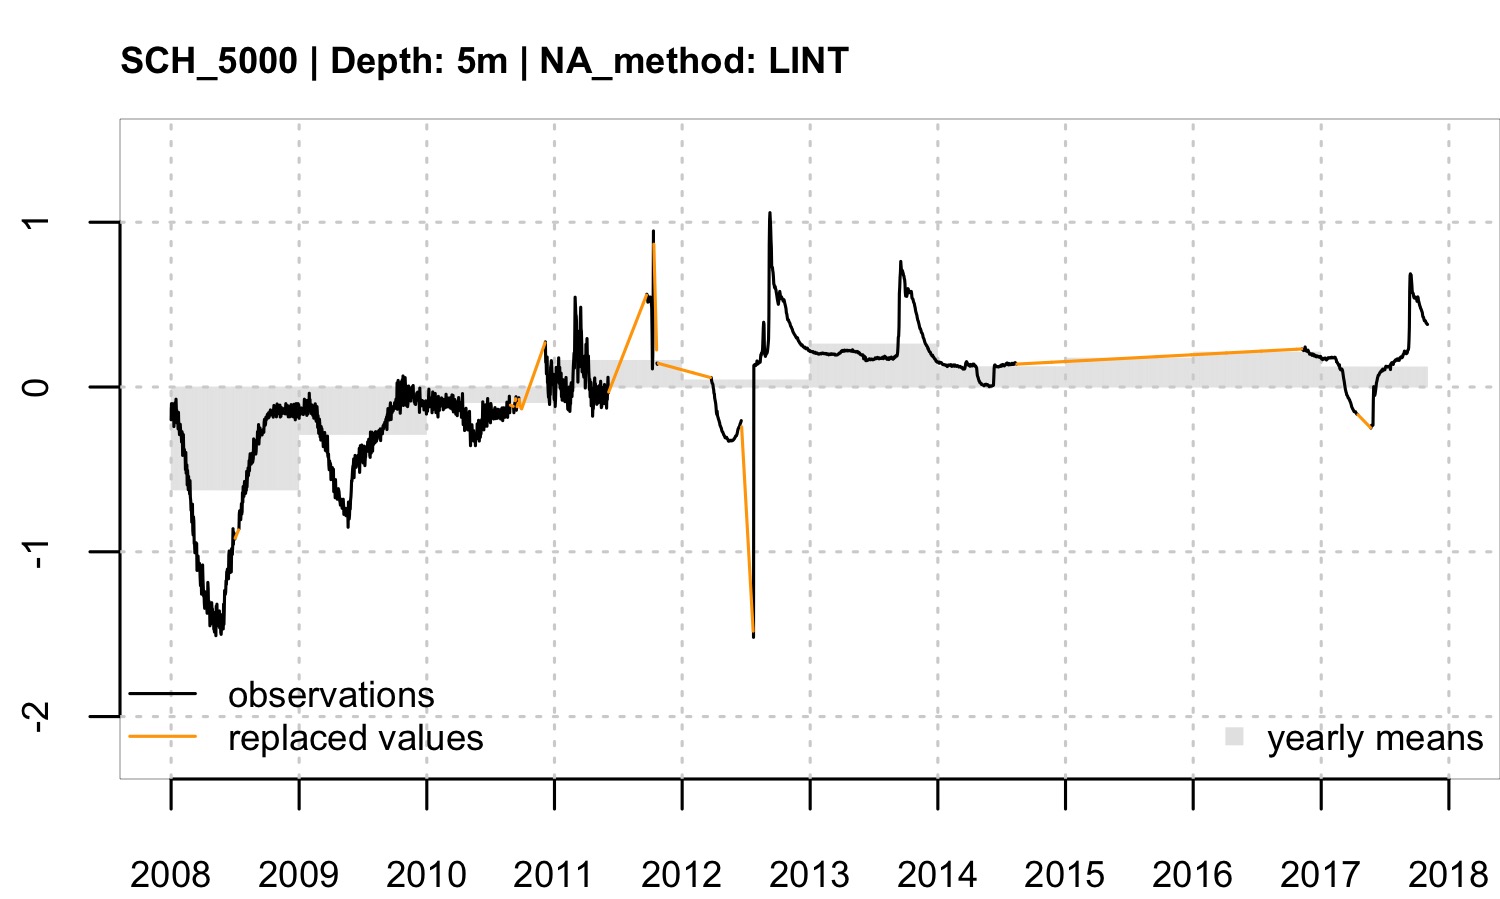 SCH_5000 | Depth: 5m | NA_method: LINT
1
0
-1
-2
observations
replaced values
yearly means
2008 2009 2010 2011 2012 2013 2014 2015 2016 2017 2018